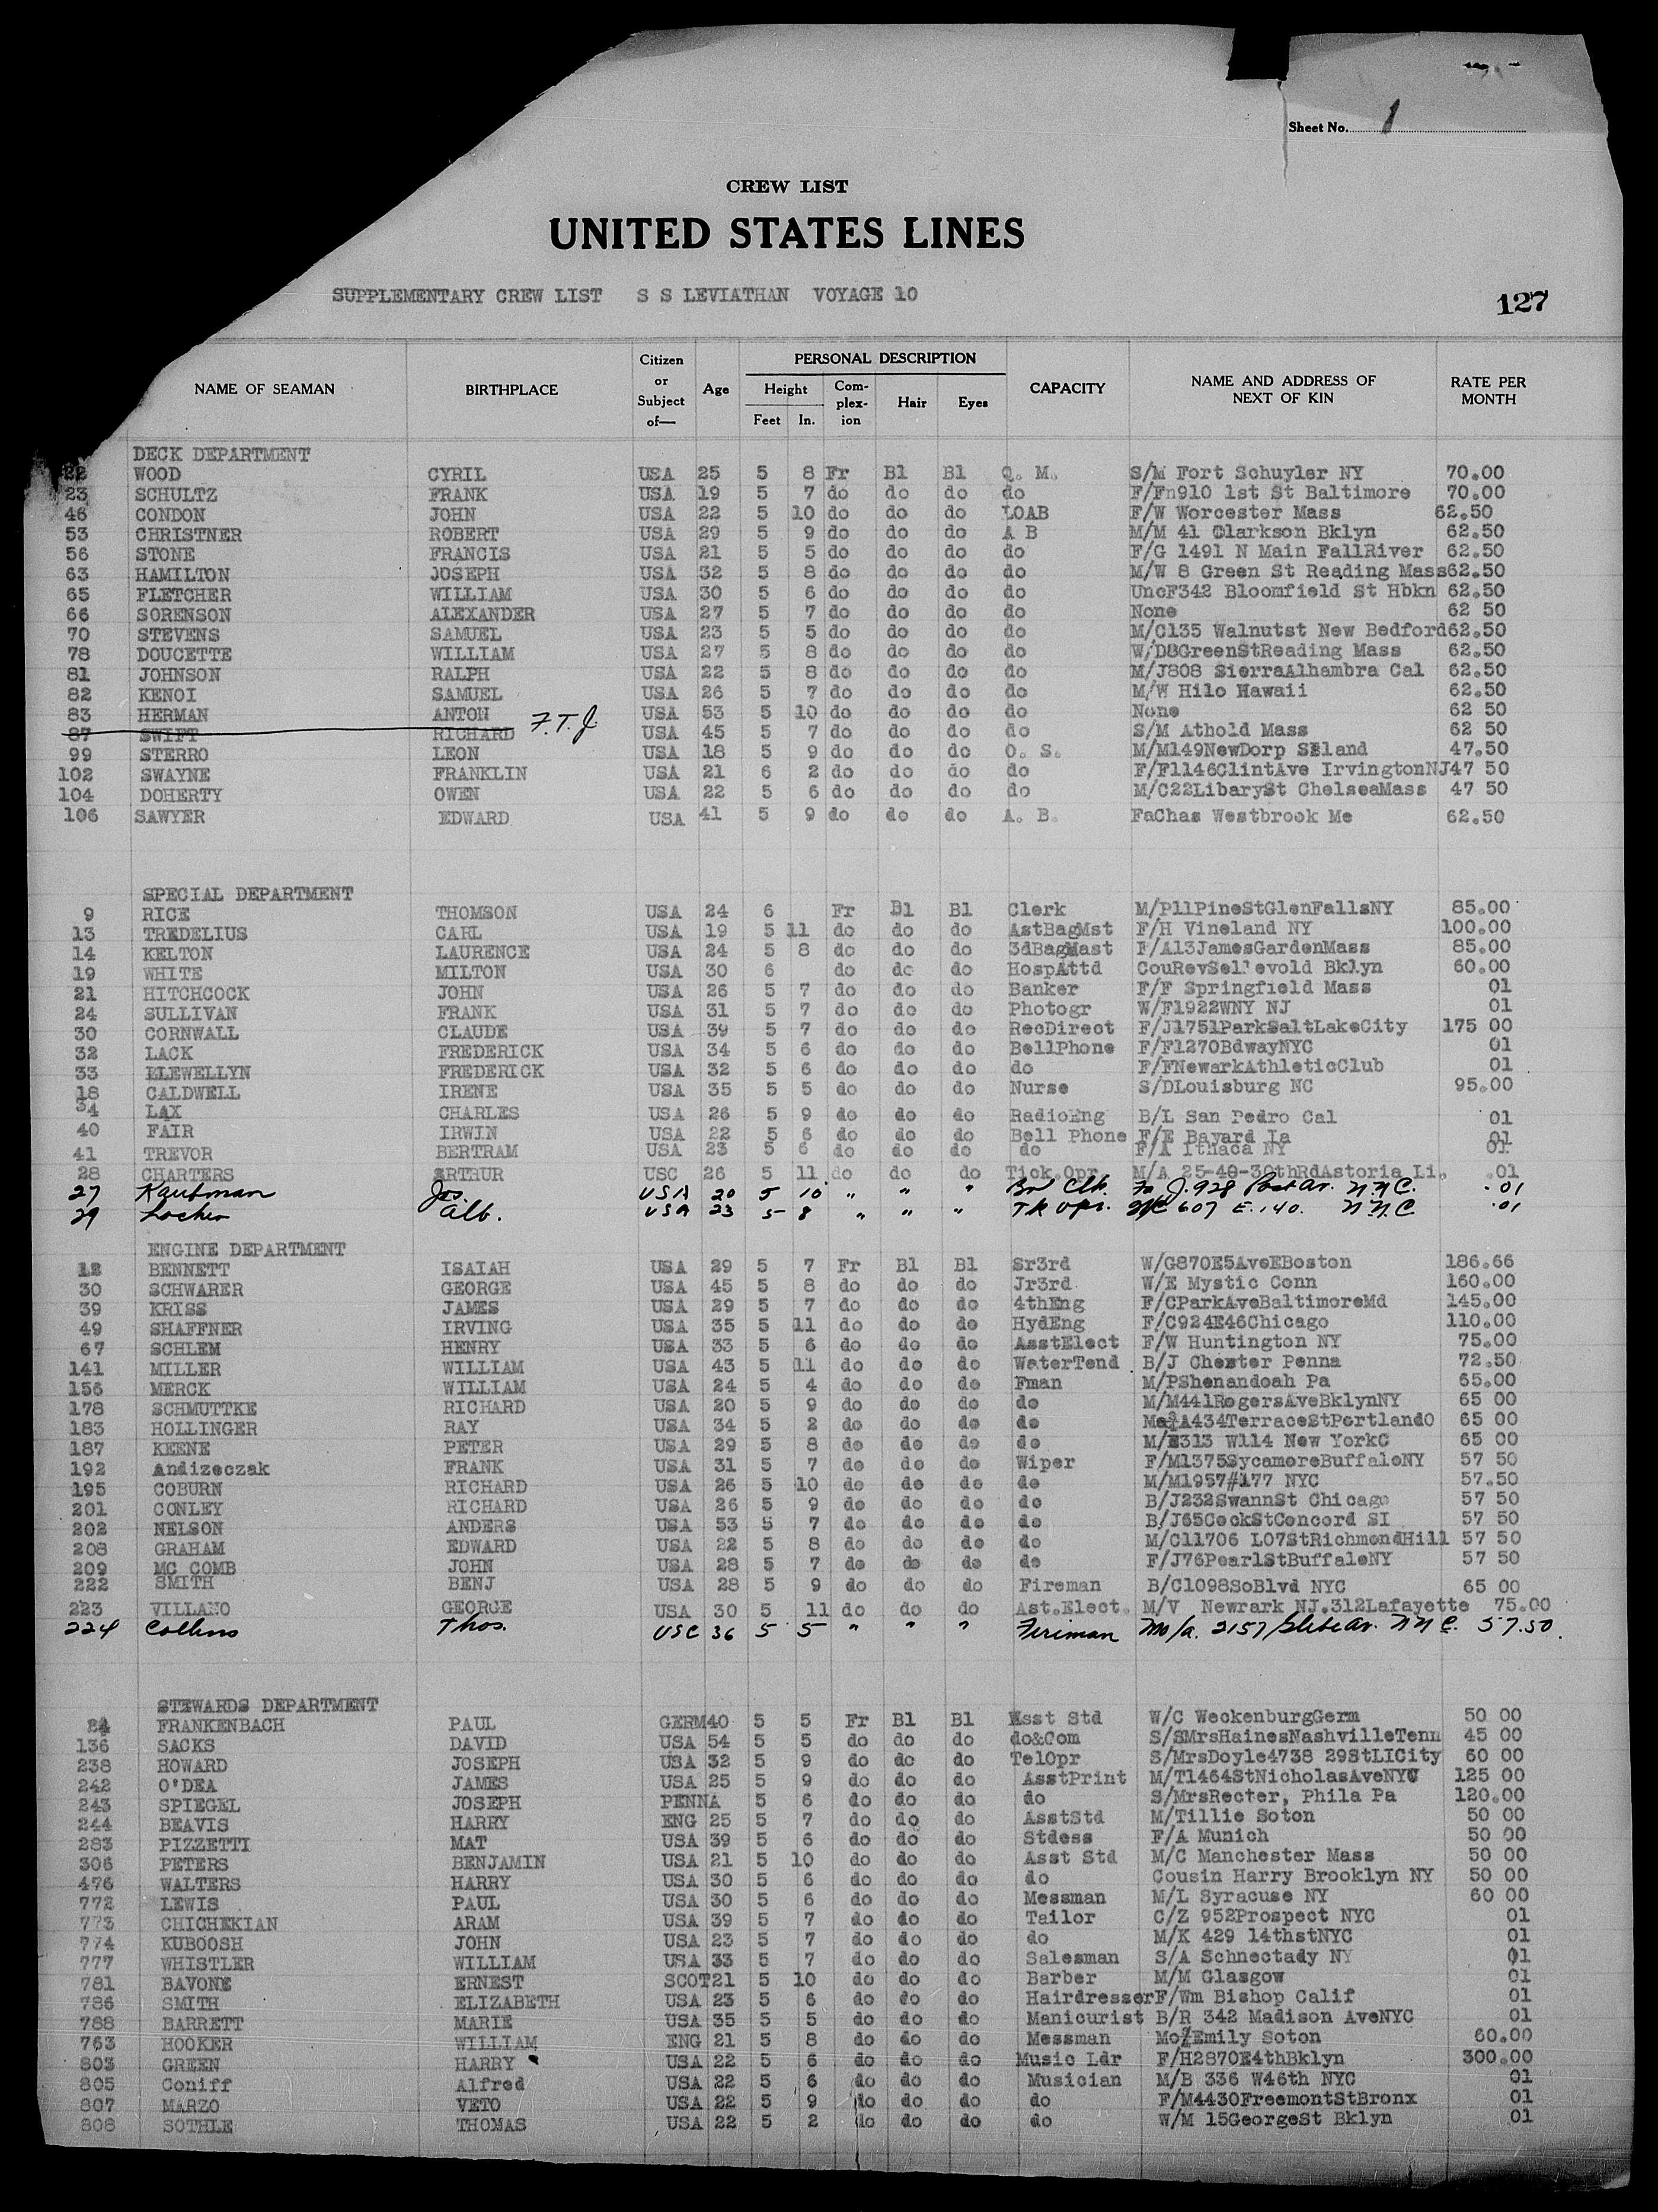 Sheet No. 1
CREW LIST
UNITED STATES LINES
SUPPLEMENTARY CREW LIST S S LEVIATHAN VOYAGE 10
127
NAME OF SEAMAN BIRTHPLACE Citizen or Subject of— Age PERSONAL DESCRIPTION Height Feet In. Com-plex-ion Hair Eyes CAPACITY NAME AND ADDRESS OF NEXT OF KIN RATE PER MONTH
DECK DEPARTMENT
22 WOOD CYRIL USA 25 5 8 Fr Bl Bl Q. M. S/M Fort Schuyler NY 70.00
23 SCHULTZ FRANK USA 19 5 7 do do do do F/Fn910 1st St Baltimore 70.00
46 CONDON JOHN USA 22 5 10 do do do LOAB F/W Worcester Mass 62.50
53 CHRISTNER ROBERT USA 29 5 9 do do do A B M/M 41 Clarkson Bklyn 62.50
56 STONE FRANCIS USA 21 5 5 do do do do F/G 1491 N Main FallRiver 62.50
63 HAMILTON JOSEPH USA 32 5 8 do do do do M/W 8 Green St Reading Mass62.50
65 FLETCHER WILLIAM USA 30 5 6 do do do do UncF342 Bloomfield St Hbkn 62.50
66 SORENSON ALEXANDER USA 27 5 7 do do do do None 62 50
70 STEVENS SAMUEL USA 23 5 5 do do do do M/C135 Walnutst New Bedford62.50
78 DOUCETTE WILLIAM USA 27 5 8 do do do do W/D8GreenStReading Mass 62.50
81 JOHNSON RALPH USA 22 5 8 do do do do M/J808 SierraAlhambra Cal 62.50
82 KENOI SAMUEL USA 26 5 7 do do do do M/W Hilo Hawaii 62.50
83 HERMAN ANTON USA 53 5 10 do do do do None 62 50
87 SWIFT RICHARD F.T.J. USA 45 5 7 do do do do S/M Athold Mass 62 50
99 STERRO LEON USA 18 5 9 do do do O. S. M/M149NewDorp SIland 47.50
102 SWAYNE FRANKLIN USA 21 6 2 do do do do F/F1146ClintAve IrvingtonNJ47 50
104 DOHERTY OWEN USA 22 5 6 do do do do M/C22LibarySt ChelseaMass 47 50
106 SAWYER EDWARD USA 41 5 9 do do do A. B. FaChas Westbrook Me 62.50
SPECIAL DEPARTMENT
9 RICE THOMSON USA 24 6 Fr Bl Bl Clerk M/P11PineStGlenFallsNY 85.00
13 TREDELIUS CARL USA 19 5 11 do do do AstBagMst F/H Vineland NY 100.00
14 KELTON LAURENCE USA 24 5 8 do do do 3dBagMast F/A13JamesGardenMass 85.00
19 WHITE MILTON USA 30 6 do do do HospAttd CouRevSellevold Bklyn 60.00
21 HITCHCOCK JOHN USA 26 5 7 do do do Banker F/F Springfield Mass 01
24 SULLIVAN FRANK USA 31 5 7 do do do Photogr W/F1922WNY NJ 01
30 CORNWALL CLAUDE USA 39 5 7 do do do RecDirect F/J1751ParkSaltLakeCity 175 00
32 LACK FREDERICK USA 34 5 6 do do do BellPhone F/F1270BdwayNYC 01
33 LLEWELLYN FREDERICK USA 32 5 6 do do do do F/FNewarkAthleticClub 01
18 CALDWELL IRENE USA 35 5 5 do do do Nurse S/DLouisburg NC 95.00
34 LAX CHARLES USA 26 5 9 do do do RadioEng B/L San Pedro Cal 01
40 FAIR IRWIN USA 22 5 6 do do do Bell Phone F/E Bayard Ia 01
41 TREVOR BERTRAM USA 23 5 6 do do do do F/A Ithaca NY 01.
28 CHARTERS ARTHUR USC 26 5 11 do do do Tick.Opr. M/A 25-40-30thRdAstoria Li. .01
27 Kaufman Jos. USA 20 5 10 " " " Bn Clk. Fa J. 928 Post Av. N.Y.C. .01
29 Locher Alb. USA 23 5 8 " " " TK Opr. 607 E. 140. N.Y.C .01
ENGINE DEPARTMENT
12 BENNETT ISAIAH USA 29 5 7 Fr Bl Bl Sr3rd W/G870E5AveEBoston 186.66
30 SCHWARER GEORGE USA 45 5 8 do do do Jr3rd. W/E Mystic Conn 160.00
39 KRISS JAMES USA 29 5 7 do do do 4thEng F/CParkAveBaltimoreMd 145.00
49 SHAFFNER IRVING USA 35 5 11 do do do HydEng F/C924E46Chicago 110.00
67 SCHLEM HENRY USA 33 5 6 do do do AsstElect F/W Huntington NY 75.00
141 MILLER WILLIAM USA 43 5 11 do do do WaterTend B/J Chester Penna 72.50
156 MERCK WILLIAM USA 24 5 4 do do do Fman M/PShenandoah Pa 65.00
178 SCHMUTTKE RICHARD USA 20 5 9 do do do do M/M441RogersAveBklynNY 65 00
183 HOLLINGER RAY USA 34 5 2 do do do do A434TerraceStPortlandO 65 00
187 KEENE PETER USA 29 5 8 do do do do M/E313 W114 New YorkC 65 00
192 Andizeczak FRANK USA 31 5 7 do do do Wiper F/M1375SycamoreBuffaloNY 57 50
195 COBURN RICHARD USA 26 5 10 do do do do M/M1957#177 NYC 57.50
201 CONLEY RICHARD USA 26 5 9 do do do do B/J232SwannSt Chicago 57 50
202 NELSON ANDERS USA 53 5 7 do do do do B/J65CockStConcord SI 57 50
208 GRAHAM EDWARD USA 22 5 8 do do do do M/C11706 L07StRichmondHill 57 50
209 MC COMB JOHN USA 28 5 7 do do do do F/J76PearlStBuffaloNY 57 50
222 SMITH BENJ USA 28 5 9 do do do Fireman B/C1098SoBlvd NYC 65 00
223 VILLANO GEORGE USA 30 5 11 do do do Ast.Elect. M/V Newrark NJ.312Lafayette 75.00
224 Collins Thos. USC 36 5 5 " " " Fireman Mo/a. 2157 Glebe Av. N.Y.C. 57.50.
STEWARDS DEPARTMENT
84 FRANKENBACH PAUL GERM40 5 5 Fr Bl Bl Asst Std W/C WeckenburgGerm 50 00
136 SACKS DAVID USA 54 5 5 do do do do&Com S/SMrsHainesNashvilleTenn 45 00
238 HOWARD JOSEPH USA 32 5 9 do do do TelOpr S/MrsDoyle4738 29StLICity 60 00
242 O'DEA JAMES USA 25 5 9 do do do AsstPrint M/T1464StNicholasAveNYC 125 00
243 SPIEGEL JOSEPH PENNA 5 6 do do do do S/MrsRecter, Phila Pa 120.00
244 BEAVIS HARRY ENG 25 5 7 do do do AsstStd M/Tillie Soton 50 00
283 PIZZETTI MAT USA 39 5 6 do do do Stdess F/A Munich 50 00
306 PETERS BENJAMIN USA 21 5 10 do do do Asst Std M/C Manchester Mass 50 00
476 WALTERS HARRY USA 30 5 6 do do do do Cousin Harry Brooklyn NY 50 00
772 LEWIS PAUL USA 30 5 6 do do do Messman M/L Syracuse NY 60 00
773 CHICHEKIAN ARAM USA 39 5 7 do do do Tailor C/Z 952Prospect NYC 01
774 KUBOOSH JOHN USA 23 5 7 do do do do M/K 429 14thstNYC 01
777 WHISTLER WILLIAM USA 33 5 7 do do do Salesman S/A Schnectady NY 01
781 BAVONE ERNEST SCOT21 5 10 do do do Barber M/M Glasgow 01
786 SMITH ELIZABETH USA 23 5 6 do do do HairdresserF/Wm Bishop Calif 01
788 BARRETT MARIE USA 35 5 5 do do do Manicurist B/R 342 Madison AveNYC 01
763 HOOKER WILLIAM ENG 21 5 8 do do do Messman Mo/Emily Soton 60.00
803 GREEN HARRY USA 22 5 6 do do do Music Ldr F/H2870E4thBklyn 300.00
805 Coniff Alfred USA 22 5 6 do do do Musician M/B 336 W46th NYC 01
807 MARZO VETO USA 22 5 9 do do do do F/M4430FreemontStBronx 01
808 SOTHLE THOMAS USA 22 5 2 do do do do W/M 15GeorgeSt Bklyn 01